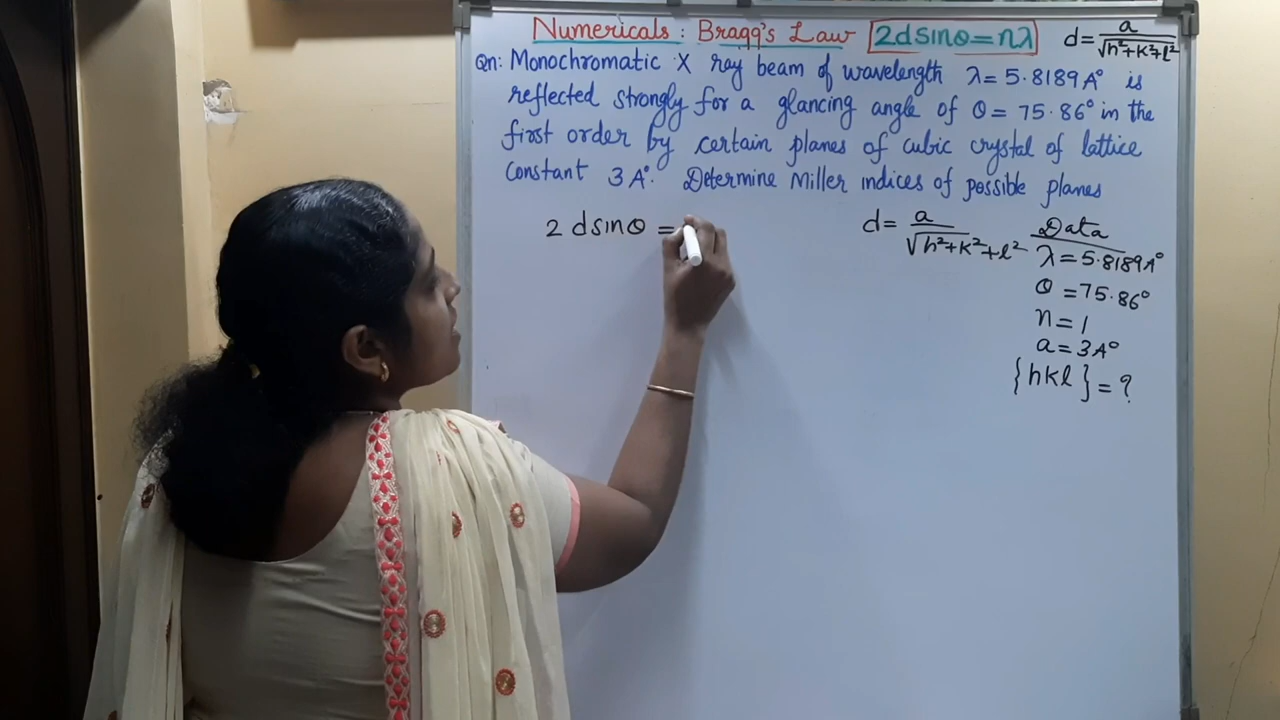 Numericals : Bragg's Law 2dsinθ=nλ d= a/√h²+k²+l²
Qn: Monochromatic X ray beam of wavelength λ= 5.8189A° is
reflected strongly for a glancing angle of θ= 75.86° in the
first order by certain planes of cubic crystal of lattice
constant 3A°. Determine Miller indices of possible planes
2 dsinθ =
d= a/√h²+k²+l²
Data
λ=5.8189A°
θ =75.86°
n=1
a=3A°
{hkl}=?